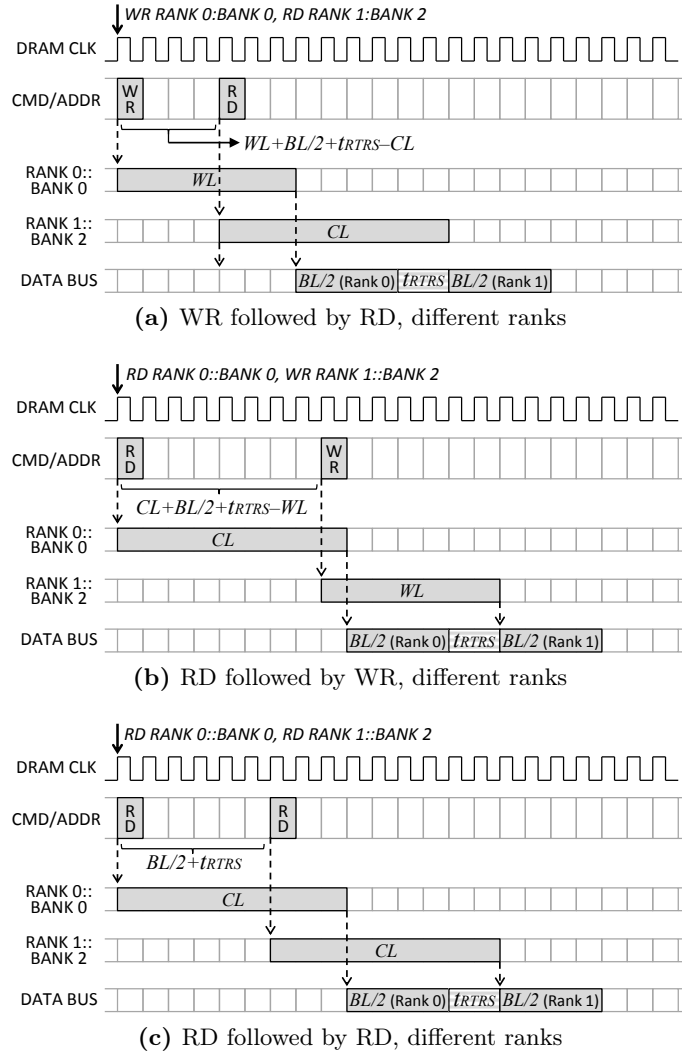 WR RANK 0:BANK 0, RD RANK 1:BANK 2
DRAM CLK
CMD/ADDR
WR
RD
WL+BL/2+tRTRS–CL
RANK 0::
BANK 0
WL
RANK 1::
BANK 2
CL
DATA BUS
BL/2 (Rank 0) tRTRS BL/2 (Rank 1)
(a) WR followed by RD, different ranks
RD RANK 0::BANK 0, WR RANK 1::BANK 2
DRAM CLK
CMD/ADDR
RD
WR
CL+BL/2+tRTRS–WL
RANK 0::
BANK 0
CL
RANK 1::
BANK 2
WL
DATA BUS
BL/2 (Rank 0) tRTRS BL/2 (Rank 1)
(b) RD followed by WR, different ranks
RD RANK 0::BANK 0, RD RANK 1::BANK 2
DRAM CLK
CMD/ADDR
RD
RD
BL/2+tRTRS
RANK 0::
BANK 0
CL
RANK 1::
BANK 2
CL
DATA BUS
BL/2 (Rank 0) tRTRS BL/2 (Rank 1)
(c) RD followed by RD, different ranks